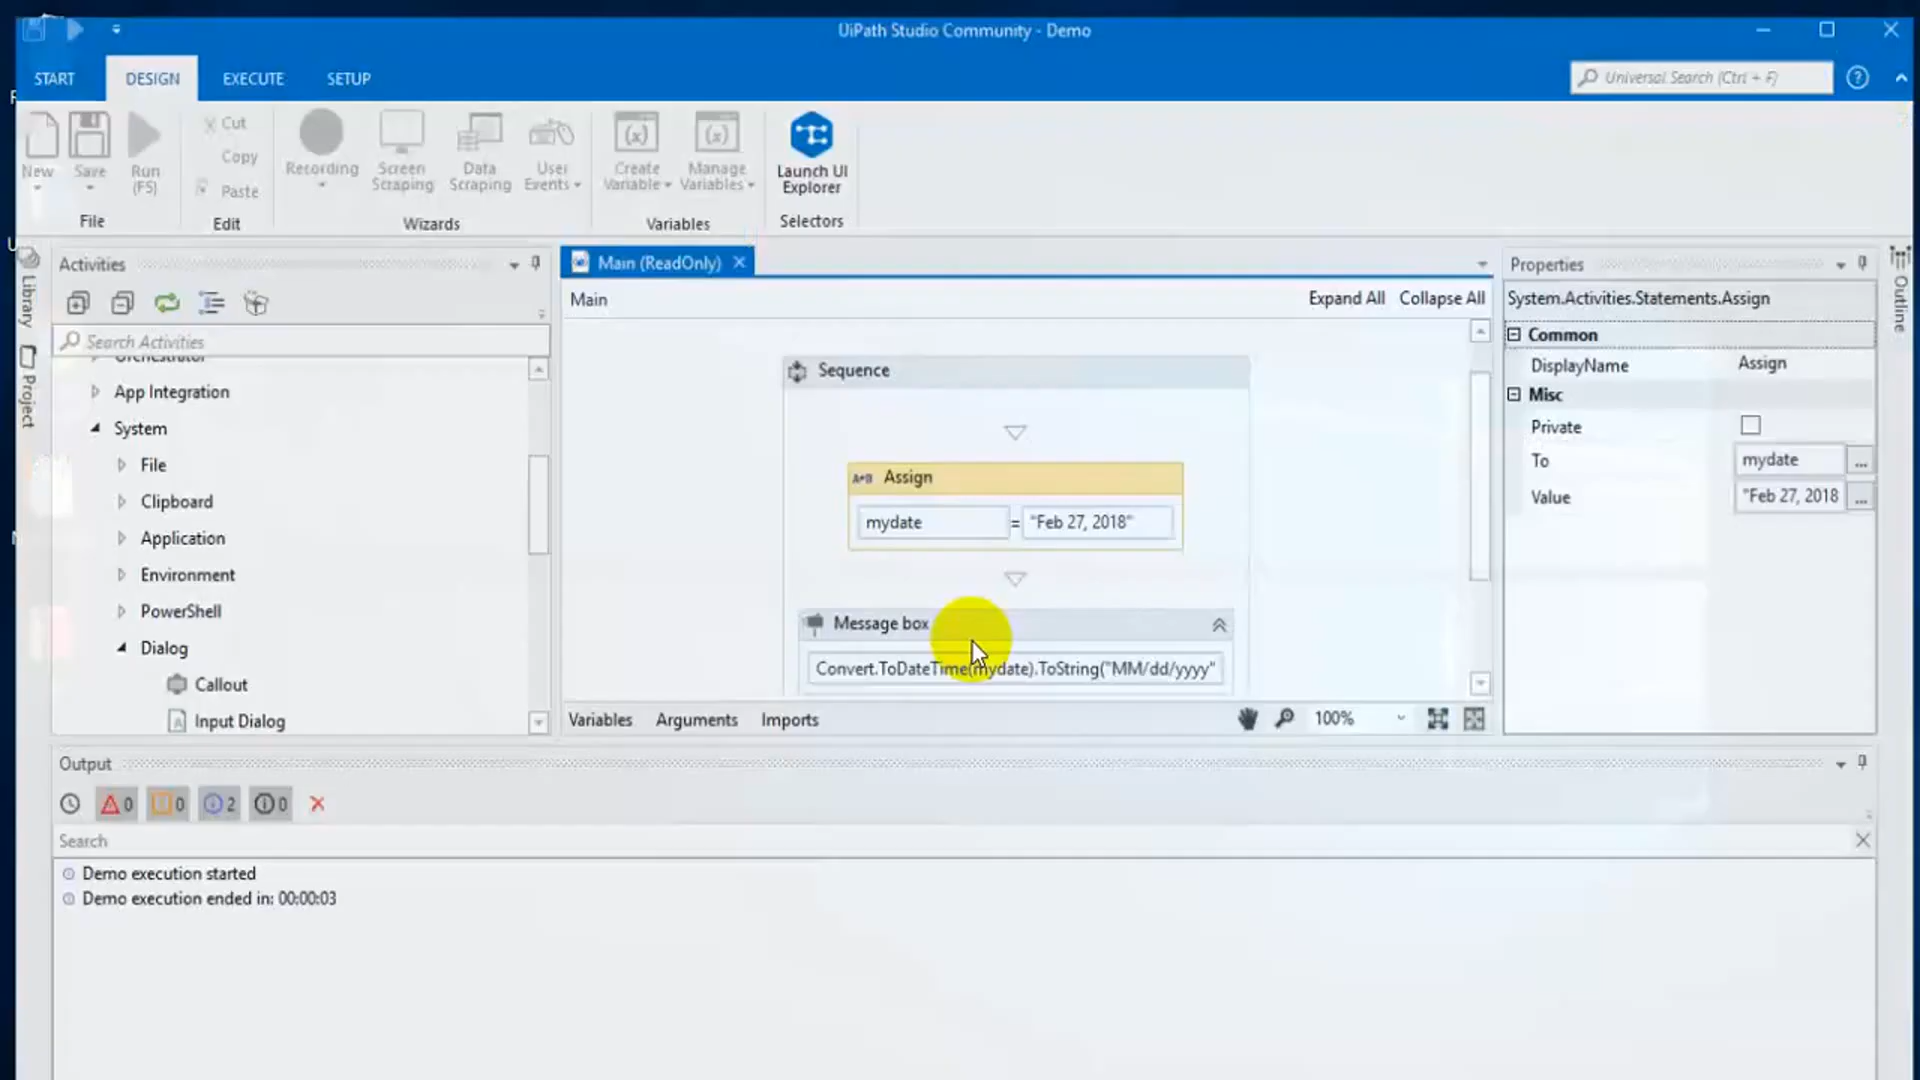 UiPath Studio Community - Demo
START DESIGN EXECUTE SETUP
Universal Search (Ctrl + F)
New
Save
Run
(F5)
Cut
Copy
Paste
Recording
Screen
Scraping
Data
Scraping
User
Events
Create
Variable
Manage
Variables
Launch UI
Explorer
File
Edit
Wizards
Variables
Selectors
Library
Project
Activities
Search Activities
Orchestrator
App Integration
System
File
Clipboard
Application
Environment
PowerShell
Dialog
Callout
Input Dialog
Main (ReadOnly)
Main
Expand All Collapse All
Sequence
A+B Assign
mydate = "Feb 27, 2018"
Message box
Convert.ToDateTime(mydate).ToString("MM/dd/yyyy"
Variables Arguments Imports
100%
Properties
System.Activities.Statements.Assign
Common
DisplayName Assign
Misc
Private
To mydate ...
Value "Feb 27, 2018 ...
Outline
Output
0 0 2 0
Search
Demo execution started
Demo execution ended in: 00:00:03